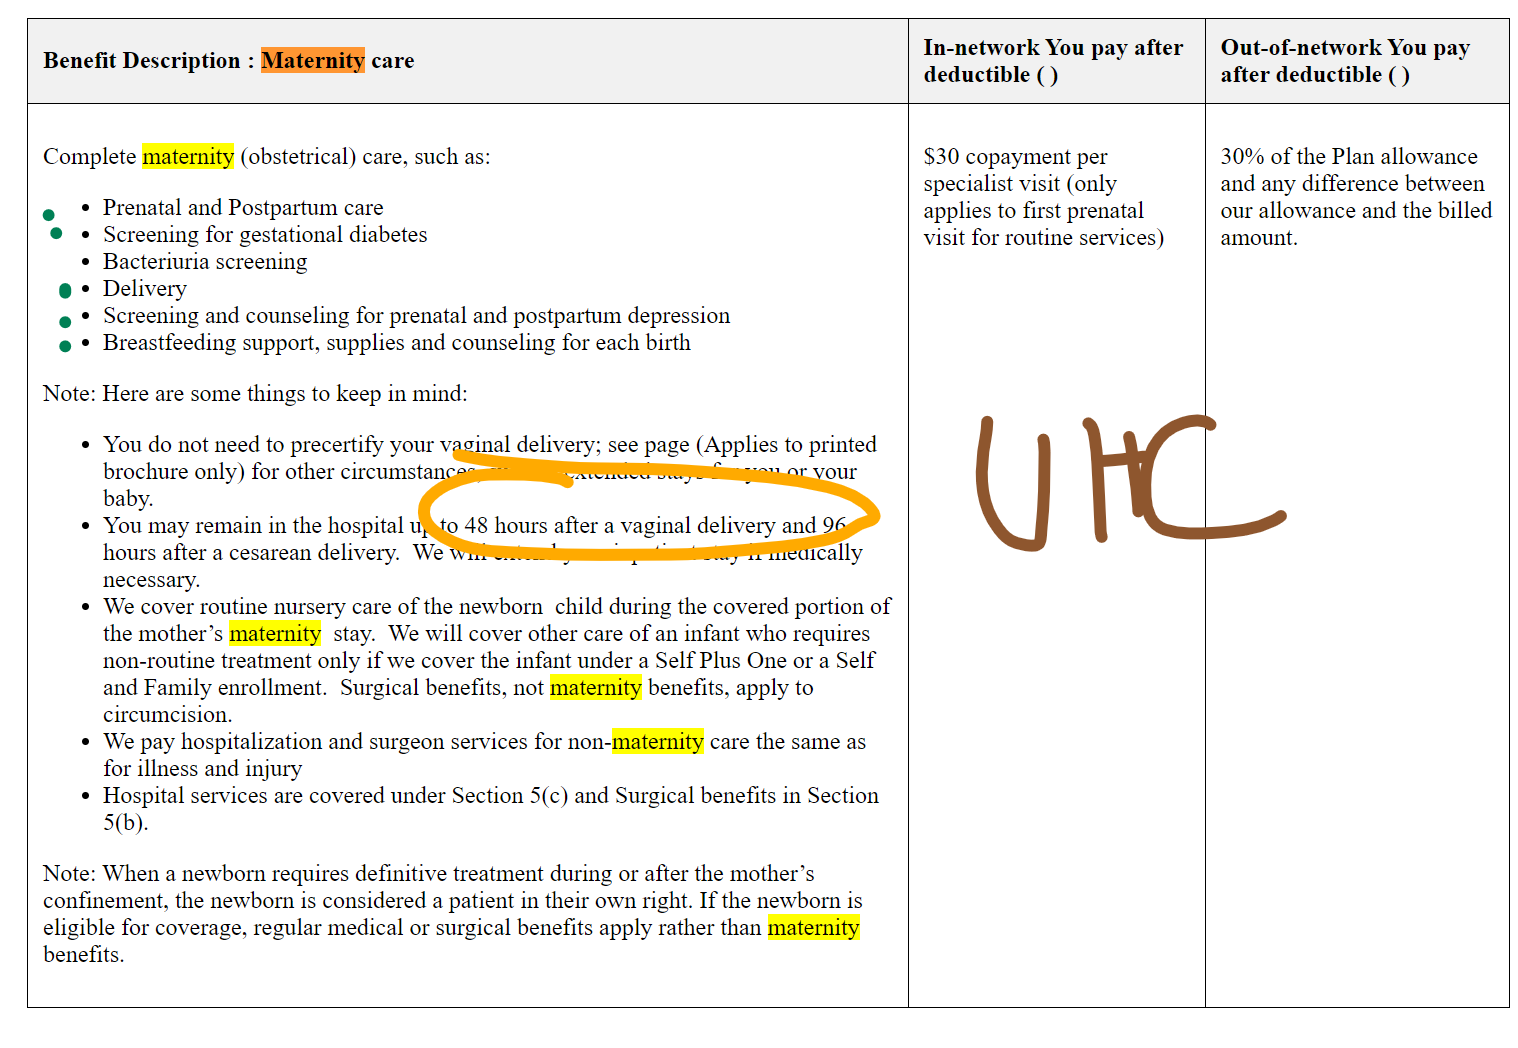 Benefit Description : Maternity care
In-network You pay after
deductible ( )
Out-of-network You pay
after deductible ( )
Complete maternity (obstetrical) care, such as:
• Prenatal and Postpartum care
• Screening for gestational diabetes
• Bacteriuria screening
• Delivery
• Screening and counseling for prenatal and postpartum depression
• Breastfeeding support, supplies and counseling for each birth
Note: Here are some things to keep in mind:
• You do not need to precertify your vaginal delivery; see page (Applies to printed
brochure only) for other circumstances, extended stays for you or your
baby.
• You may remain in the hospital up to 48 hours after a vaginal delivery and 96
hours after a cesarean delivery.  We will extend stay if medically
necessary.
• We cover routine nursery care of the newborn  child during the covered portion of
the mother’s maternity  stay.  We will cover other care of an infant who requires
non-routine treatment only if we cover the infant under a Self Plus One or a Self
and Family enrollment.  Surgical benefits, not maternity benefits, apply to
circumcision.
• We pay hospitalization and surgeon services for non-maternity care the same as
for illness and injury
• Hospital services are covered under Section 5(c) and Surgical benefits in Section
5(b).
Note: When a newborn requires definitive treatment during or after the mother’s
confinement, the newborn is considered a patient in their own right. If the newborn is
eligible for coverage, regular medical or surgical benefits apply rather than maternity
benefits.
$30 copayment per
specialist visit (only
applies to first prenatal
visit for routine services)
UHC
30% of the Plan allowance
and any difference between
our allowance and the billed
amount.